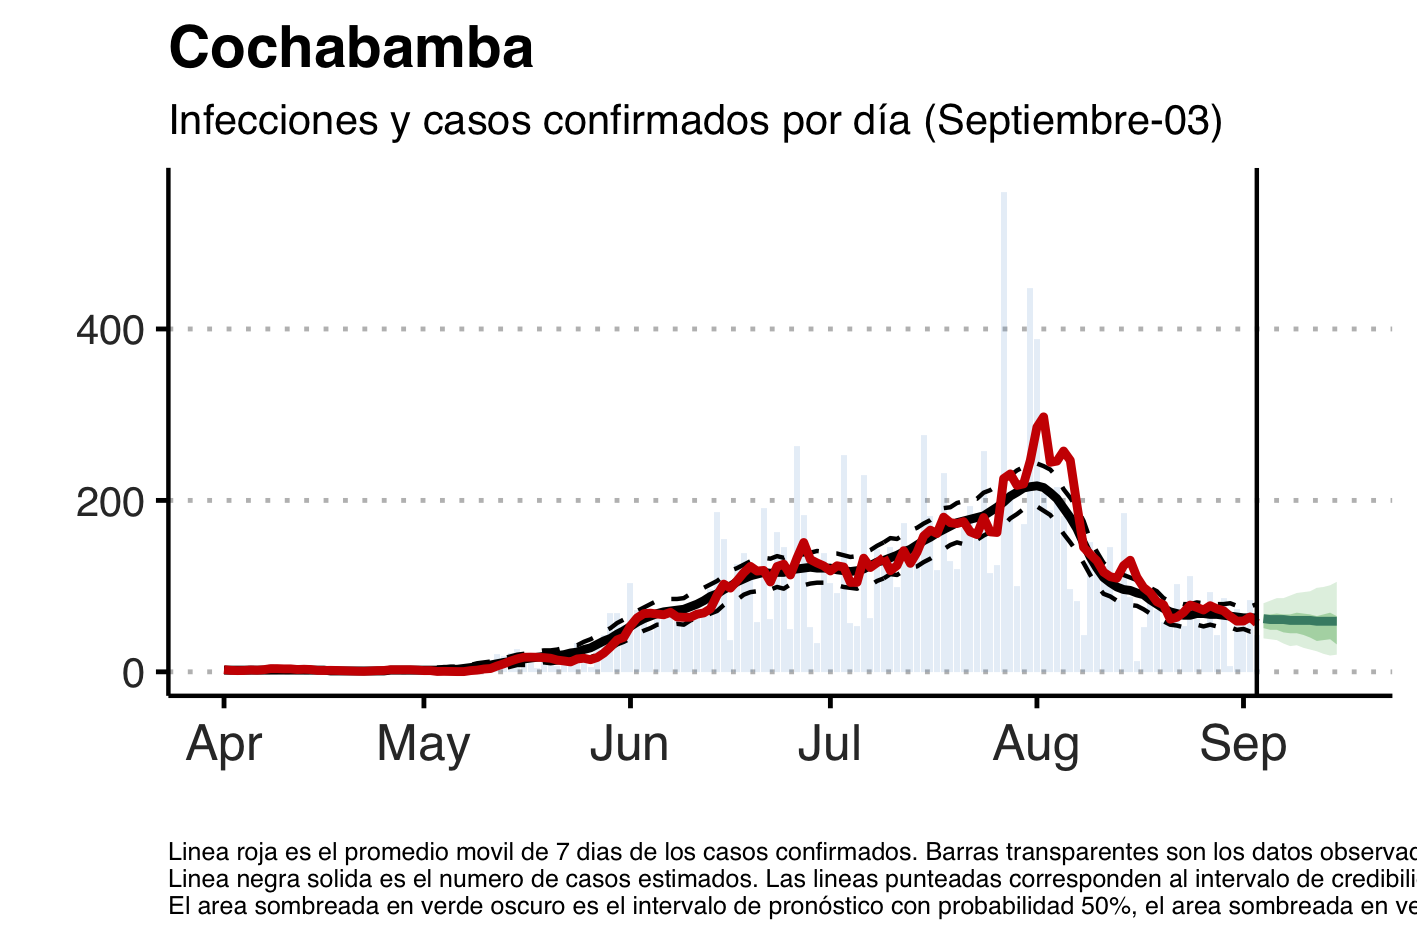 Cochabamba
Infecciones y casos confirmados por día (Septiembre-03)
400
200
0
Apr May Jun Jul Aug Sep
Linea roja es el promedio movil de 7 dias de los casos confirmados. Barras transparentes son los datos
Linea negra solida es el numero de casos estimados. Las lineas punteadas corresponden al intervalo de
El area sombreada en verde oscuro es el intervalo de pronóstico con probabilidad 50%, el area sombreada en